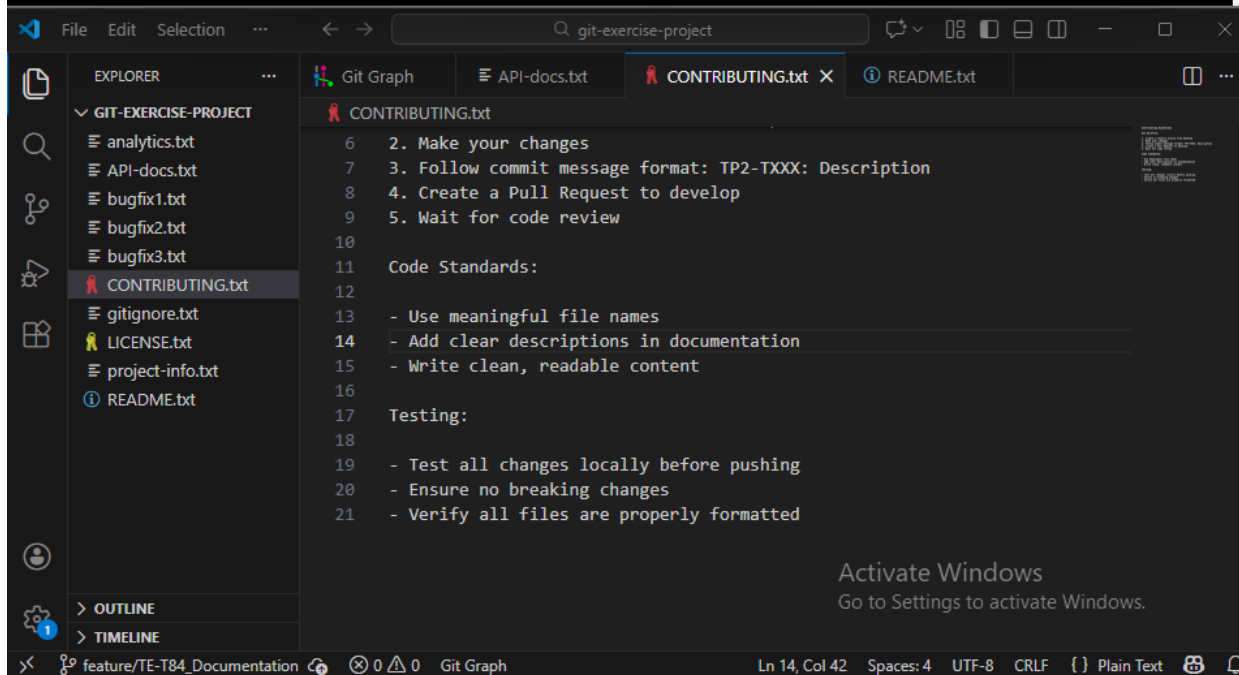 File Edit Selection ··· git-exercise-project
EXPLORER ···
GIT-EXERCISE-PROJECT
analytics.txt
API-docs.txt
bugfix1.txt
bugfix2.txt
bugfix3.txt
CONTRIBUTING.txt
gitignore.txt
LICENSE.txt
project-info.txt
README.txt
OUTLINE
TIMELINE
1
Git Graph API-docs.txt CONTRIBUTING.txt README.txt ···
CONTRIBUTING.txt
6 2. Make your changes
7 3. Follow commit message format: TP2-TXXX: Description
8 4. Create a Pull Request to develop
9 5. Wait for code review
10
11 Code Standards:
12
13 - Use meaningful file names
14 - Add clear descriptions in documentation
15 - Write clean, readable content
16
17 Testing:
18
19 - Test all changes locally before pushing
20 - Ensure no breaking changes
21 - Verify all files are properly formatted
Activate Windows
Go to Settings to activate Windows.
feature/TE-T84_Documentation 0 0 Git Graph Ln 14, Col 42 Spaces: 4 UTF-8 CRLF {} Plain Text